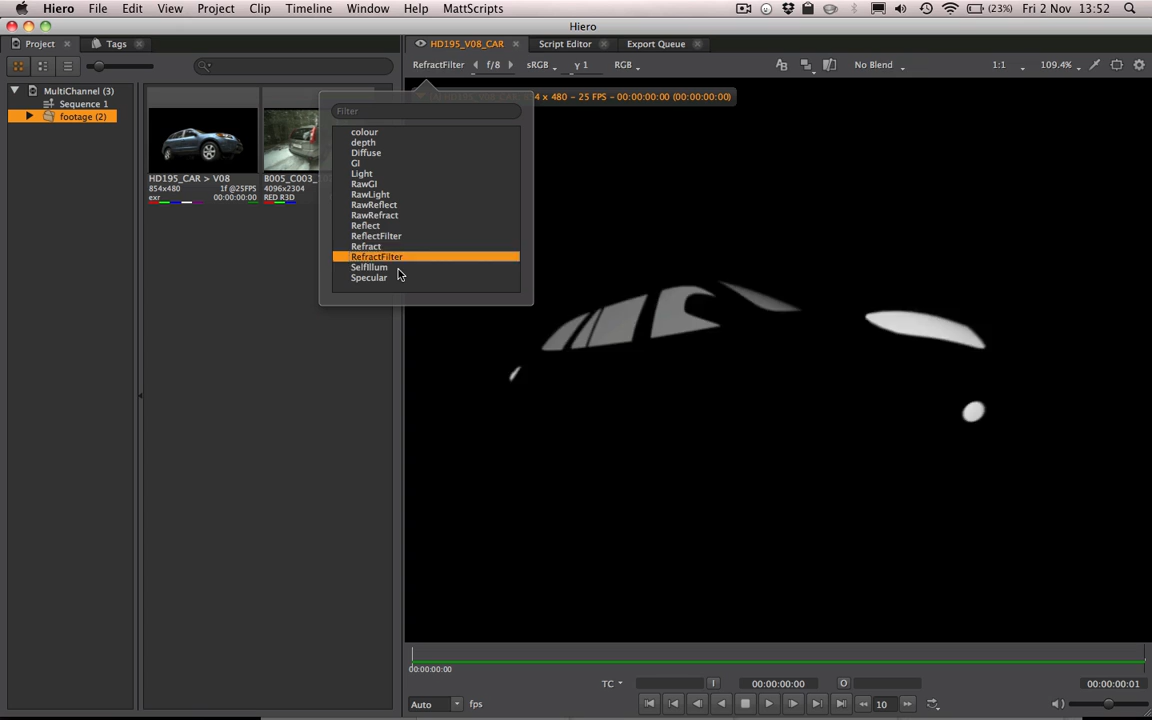 Hiero File Edit View Project Clip Timeline Window Help MattScripts (23%) Fri 2 Nov 13:52
Hiero
Project Tags HD195_V08_CAR Script Editor Export Queue
RefractFilter f/8 sRGB y 1 RGB No Blend 1:1 109.4%
MultiChannel (3)
Sequence 1
footage (2)
HD195_CAR > V08
854x480 1f @25FPS
exr 00:00:00:00
8005_C003_
4096x2304
RED R3D
4 x 480 – 25 FPS – 00:00:00:00 (00:00:00:00)
Filter
colour
depth
Diffuse
GI
Light
RawGI
RawLight
RawReflect
RawRefract
Reflect
ReflectFilter
Refract
RefractFilter
SelfIllum
Specular
00:00:00:00
TC I 00:00:00:00 O 00:00:00:01
Auto fps 10